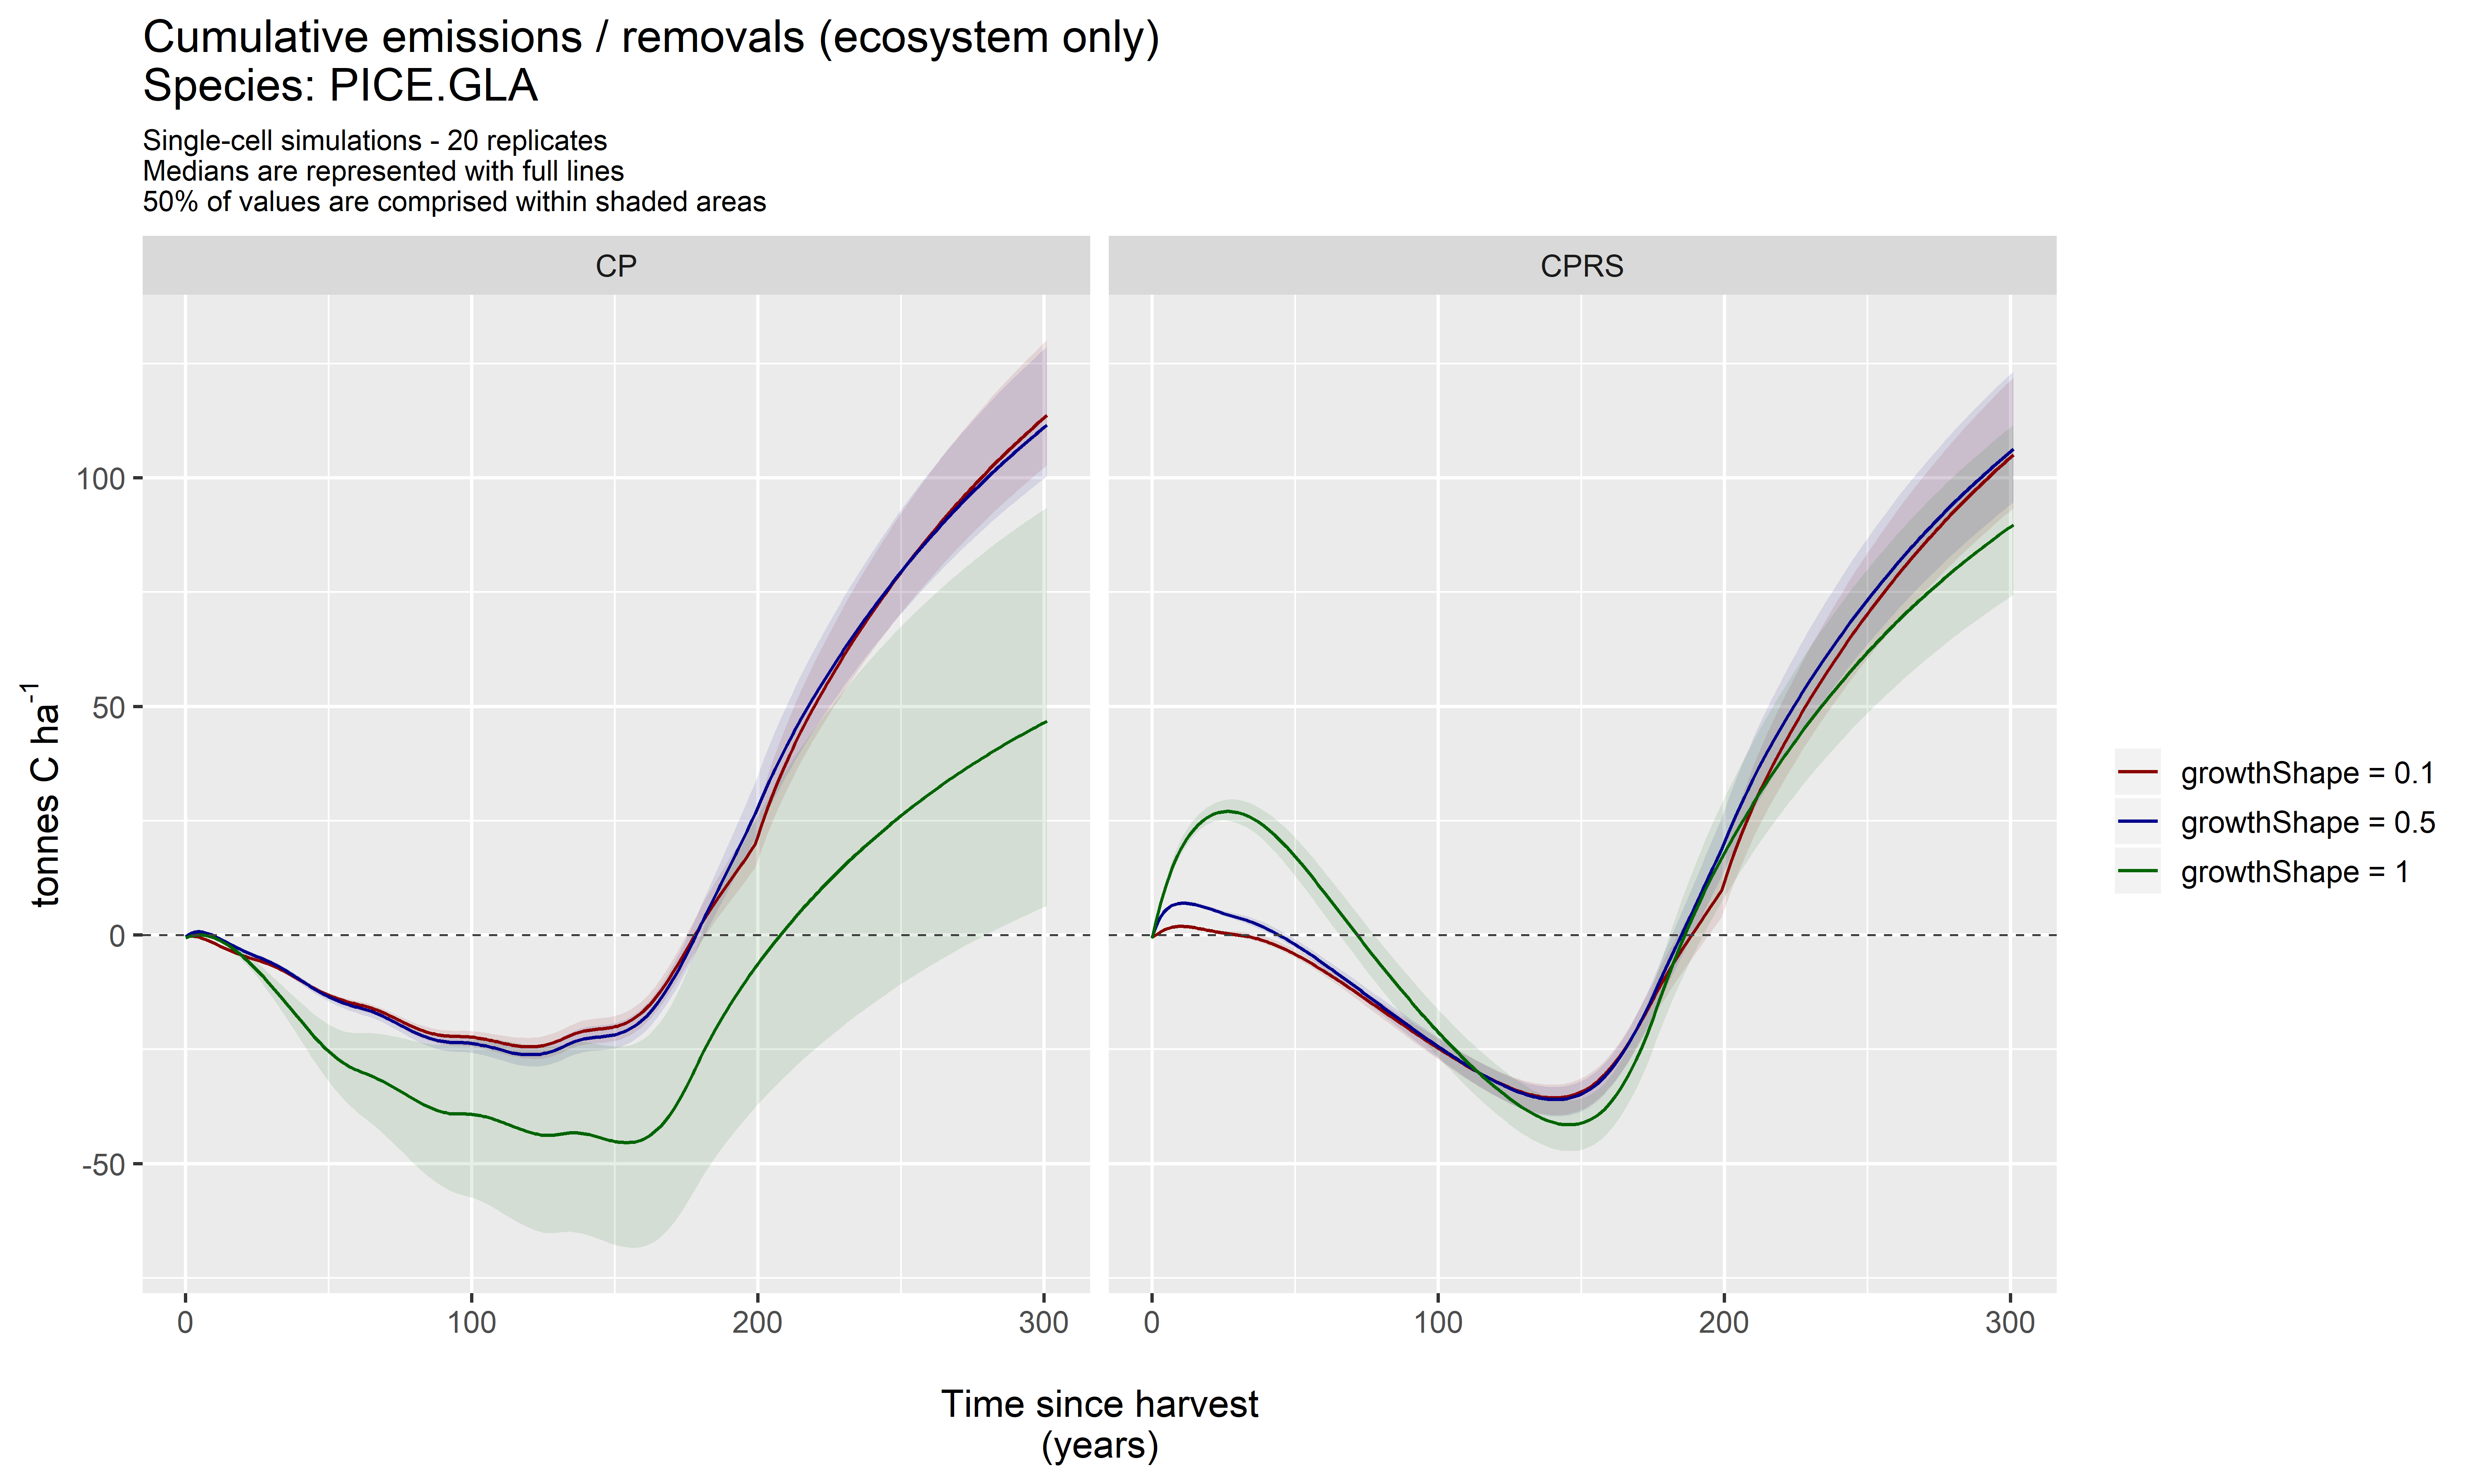 Cumulative emissions / removals (ecosystem only)
Species: PICE.GLA
Single-cell simulations - 20 replicates
Medians are represented with full lines
50% of values are comprised within shaded areas
CP
CPRS
tonnes C ha-1
100
50
0
-50
0
100
200
300
0
100
200
300
Time since harvest
(years)
growthShape = 0.1
growthShape = 0.5
growthShape = 1